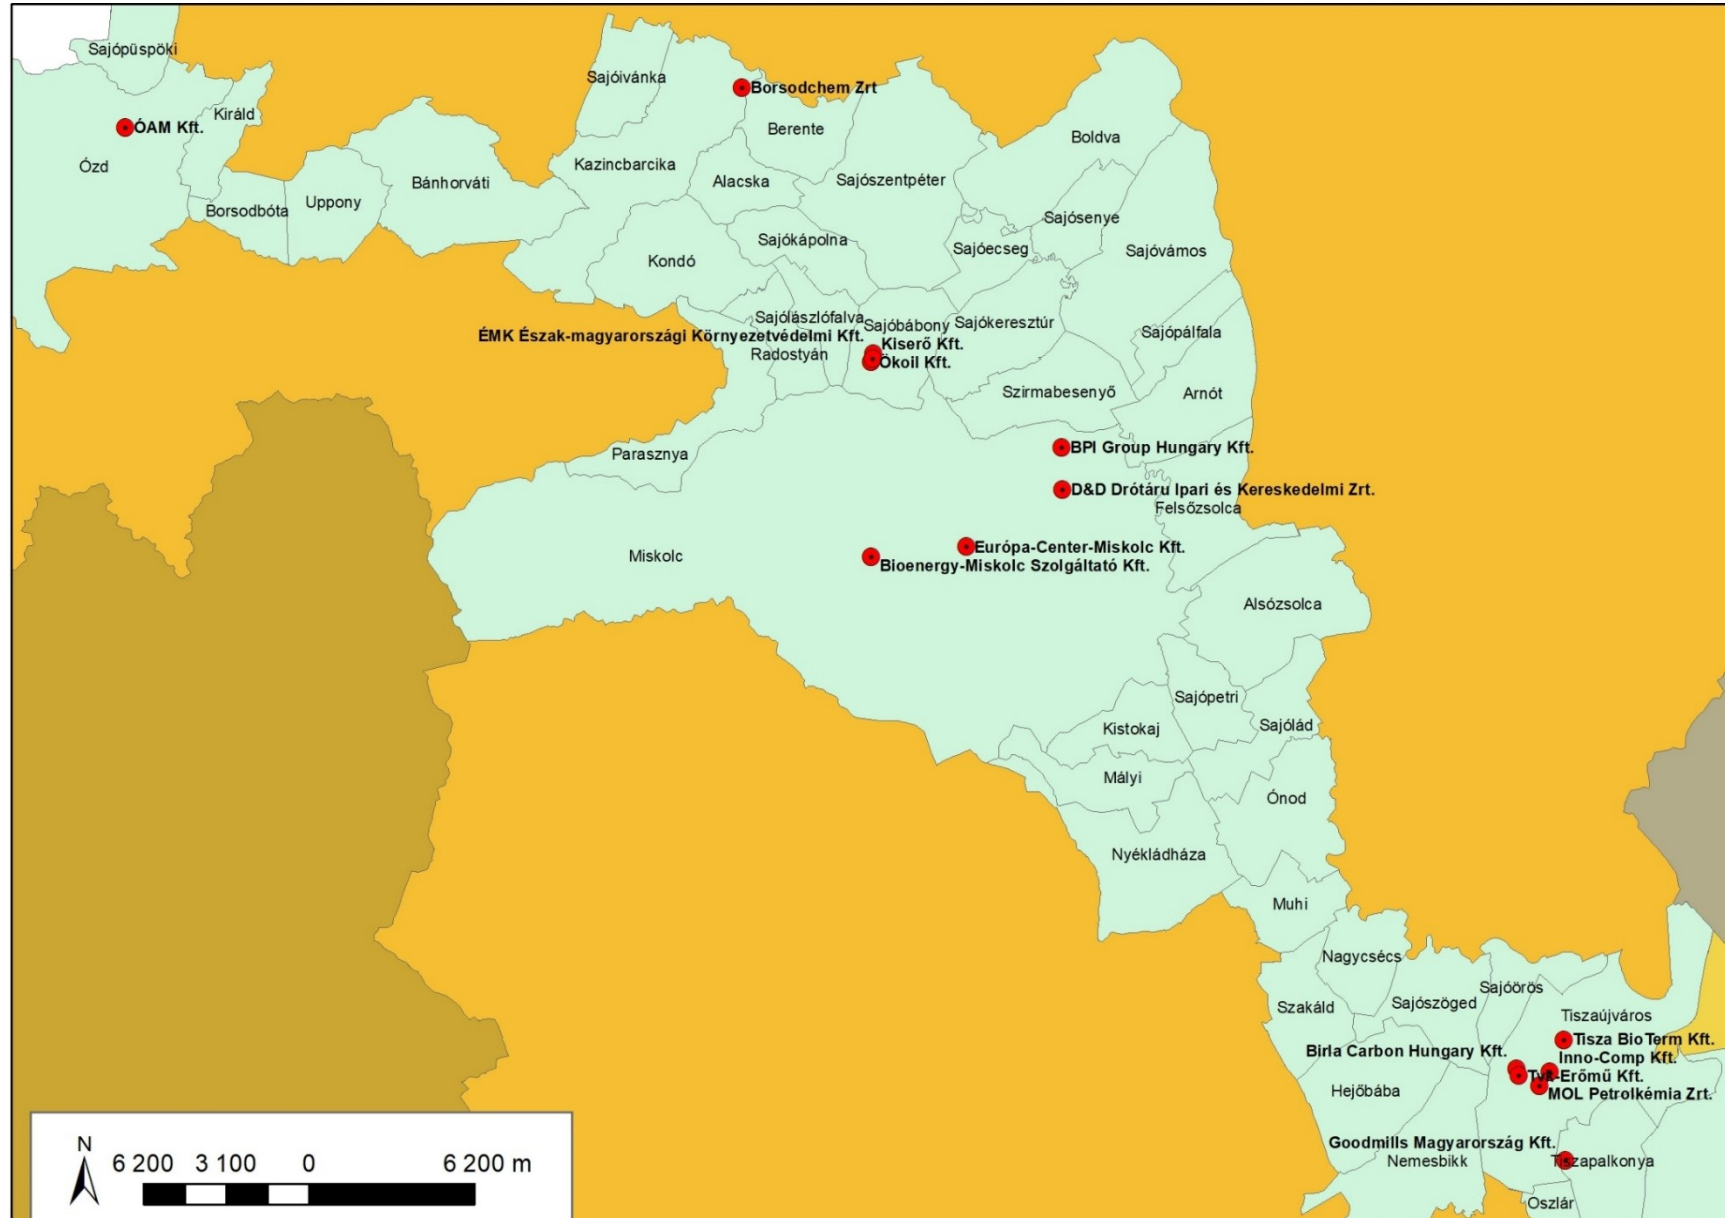 Sajópüspöki
Sajóivánka
Borsodchem Zrt
Királd
ÓAM Kft.
Berente
Boldva
Ózd
Kazincbarcika
Bánhorváti
Alacska
Sajószentpéter
Uppony
Borsodbóta
Sajósenye
Sajókápolna
Sajóecseg
Sajóvámos
Kondó
Sajólászlófalva
Sajóbábony
Sajókeresztúr
Sajópálfala
ÉMK Észak-magyarországi Környezetvédelmi Kft.
Kiserő Kft.
Radostyán
Ökoil Kft.
Szirmabesenyő
Arnót
BPI Group Hungary Kft.
Parasznya
D&D Drótáru Ipari és Kereskedelmi Zrt.
Felsőzsolca
Európa-Center-Miskolc Kft.
Miskolc
Bioenergy-Miskolc Szolgáltató Kft.
Alsózsolca
Sajópetri
Sajólád
Kistokaj
Mályi
Ónod
Nyékládháza
Muhi
Nagycsécs
Sajóörös
Szakáld
Sajószöged
Tiszaújváros
Tisza BioTerm Kft.
Birla Carbon Hungary Kft.
Inno-Comp Kft.
Tvk-Erőmű Kft.
Hejőbába
MOL Petrolkémia Zrt.
Goodmills Magyarország Kft.
Nemesbikk
Tiszapalkonya
Oszlár
N
6 200 3 100 0 6 200 m